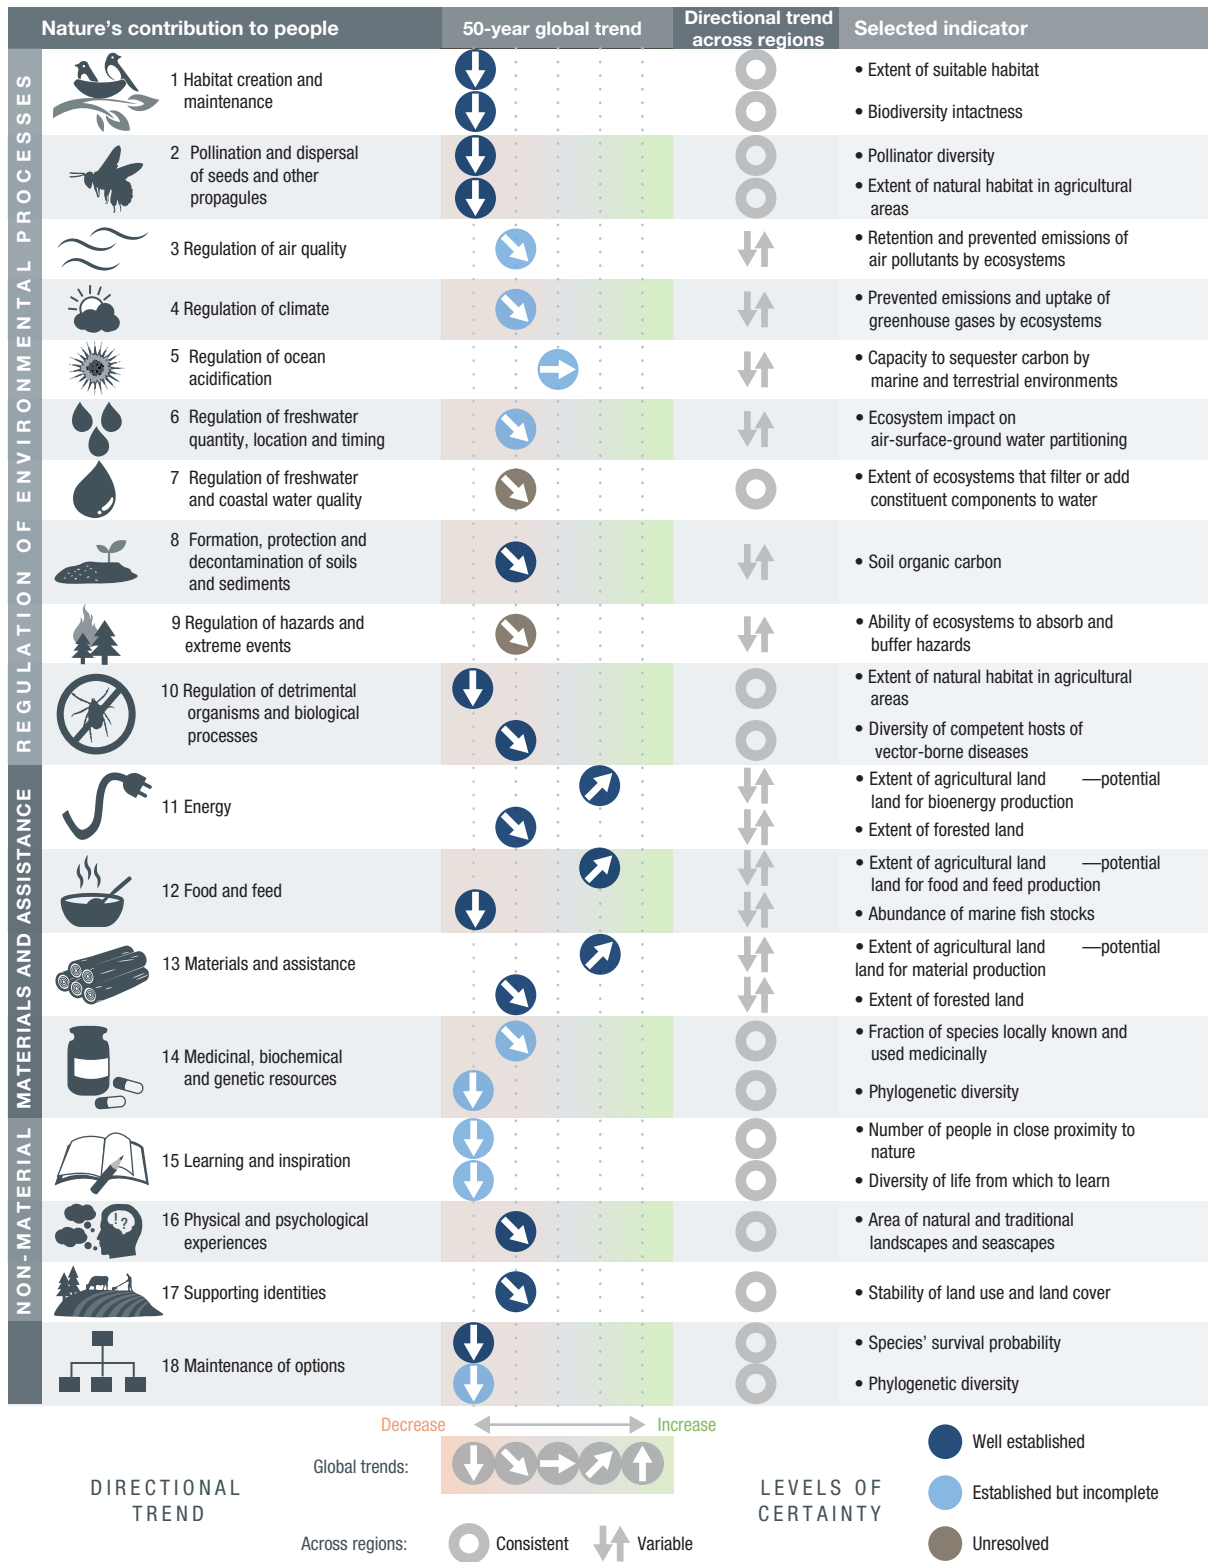 Nature's contribution to people
50-year global trend
Directional trend
across regions
Selected indicator
REGULATION OF ENVIRONMENTAL PROCESSES
1 Habitat creation and
maintenance
• Extent of suitable habitat
• Biodiversity intactness
2 Pollination and dispersal
of seeds and other
propagules
• Pollinator diversity
• Extent of natural habitat in agricultural
areas
3 Regulation of air quality
• Retention and prevented emissions of
air pollutants by ecosystems
4 Regulation of climate
• Prevented emissions and uptake of
greenhouse gases by ecosystems
5 Regulation of ocean
acidification
• Capacity to sequester carbon by
marine and terrestrial environments
6 Regulation of freshwater
quantity, location and timing
• Ecosystem impact on
air-surface-ground water partitioning
7 Regulation of freshwater
and coastal water quality
• Extent of ecosystems that filter or add
constituent components to water
8 Formation, protection and
decontamination of soils
and sediments
• Soil organic carbon
9 Regulation of hazards and
extreme events
• Ability of ecosystems to absorb and
buffer hazards
10 Regulation of detrimental
organisms and biological
processes
• Extent of natural habitat in agricultural
areas
• Diversity of competent hosts of
vector-borne diseases
MATERIALS AND ASSISTANCE
11 Energy
• Extent of agricultural land —potential
land for bioenergy production
• Extent of forested land
12 Food and feed
• Extent of agricultural land —potential
land for food and feed production
• Abundance of marine fish stocks
13 Materials and assistance
• Extent of agricultural land —potential
land for material production
• Extent of forested land
14 Medicinal, biochemical
and genetic resources
• Fraction of species locally known and
used medicinally
• Phylogenetic diversity
NON-MATERIAL
15 Learning and inspiration
• Number of people in close proximity to
nature
• Diversity of life from which to learn
16 Physical and psychological
experiences
! ?
• Area of natural and traditional
landscapes and seascapes
17 Supporting identities
• Stability of land use and land cover
18 Maintenance of options
• Species' survival probability
• Phylogenetic diversity
Decrease
Increase
DIRECTIONAL
TREND
Global trends:
Across regions:
Consistent
Variable
LEVELS OF
CERTAINTY
Well established
Established but incomplete
Unresolved